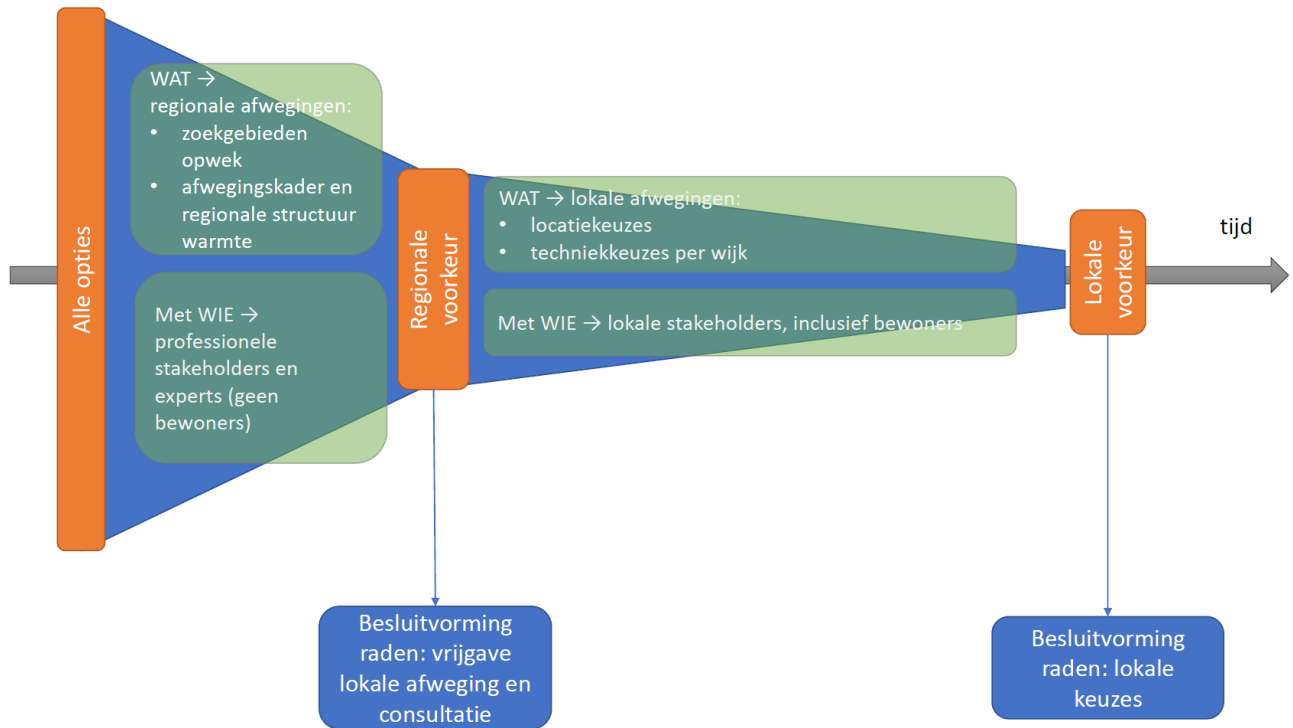 Alle opties
WAT →
regionale afwegingen:
• zoekgebieden
opwek
• afwegingskader en
regionale structuur
warmte
Met WIE →
professionele
stakeholders en
experts (geen
bewoners)
Regionale
voorkeur
WAT → lokale afwegingen:
• locatiekeuzes
• techniekkeuzes per wijk
Met WIE → lokale stakeholders, inclusief bewoners
Lokale
voorkeur
tijd
Besluitvorming
raden: vrijgave
lokale afweging en
consultatie
Besluitvorming
raden: lokale
keuzes